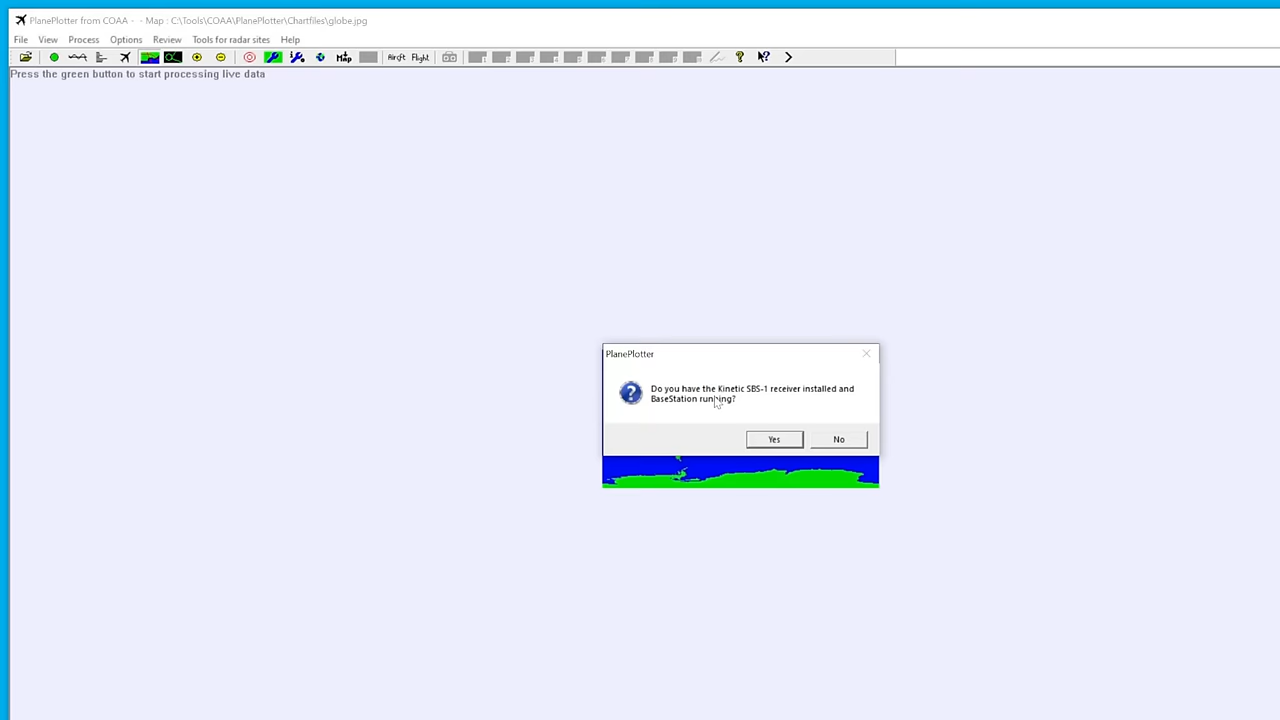 PlanePlotter from COAA - - Map : C:\Tools\COAA\PlanePlotter\Chartfiles\globe.jpg
File View Process Options Review Tools for radar sites Help
Map Aircft Flight
Press the green button to start processing live data
PlanePlotter
Do you have the Kinetic SBS-1 receiver installed and
BaseStation running?
Yes No